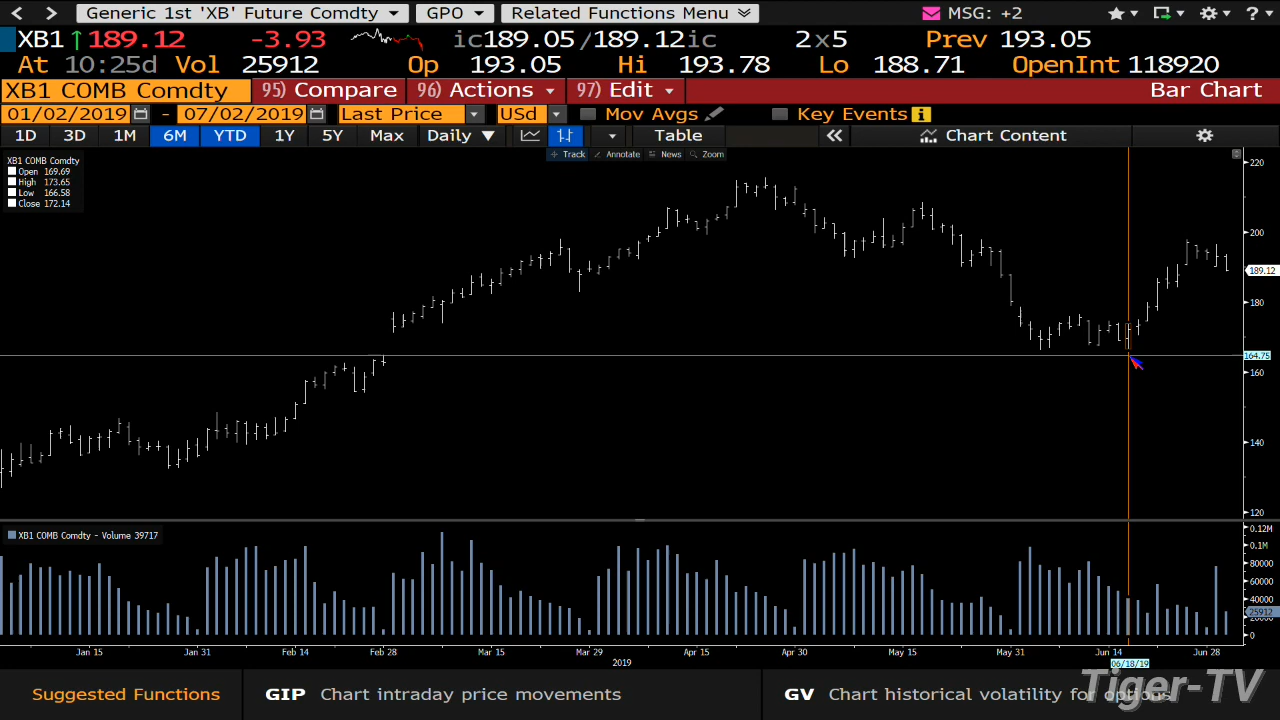 Generic 1st 'XB' Future Comdty GPO Related Functions Menu MSG: +2 ?
XB1 ↑189.12 -3.93 ic189.05/189.12ic 2x5 Prev 193.05
At 10:25d Vol 25912 Op 193.05 Hi 193.78 Lo 188.71 OpenInt 118920
XB1 COMB Comdty 95) Compare 96) Actions 97) Edit Bar Chart
01/02/2019 - 07/02/2019 Last Price USd Mov Avgs Key Events i
1D 3D 1M 6M YTD 1Y 5Y Max Daily ▼ Table « Chart Content
Track Annotate News Zoom
XB1 COMB Comdty
Open 169.69
High 173.65
Low 166.58
Close 172.14
220
200
189.12
180
164.75
160
140
120
XB1 COMB Comdty - Volume 39717
0.12M
0.1M
80000
60000
40000
25912
20000
0
Jan 15 Jan 31 Feb 14 Feb 28 Mar 15 Mar 29 Apr 15 Apr 30 May 15 May 31 Jun 14 Jun 28
2019 06/18/19
Suggested Functions GIP Chart intraday price movements GV Chart historical volatility for options
Tiger-TV